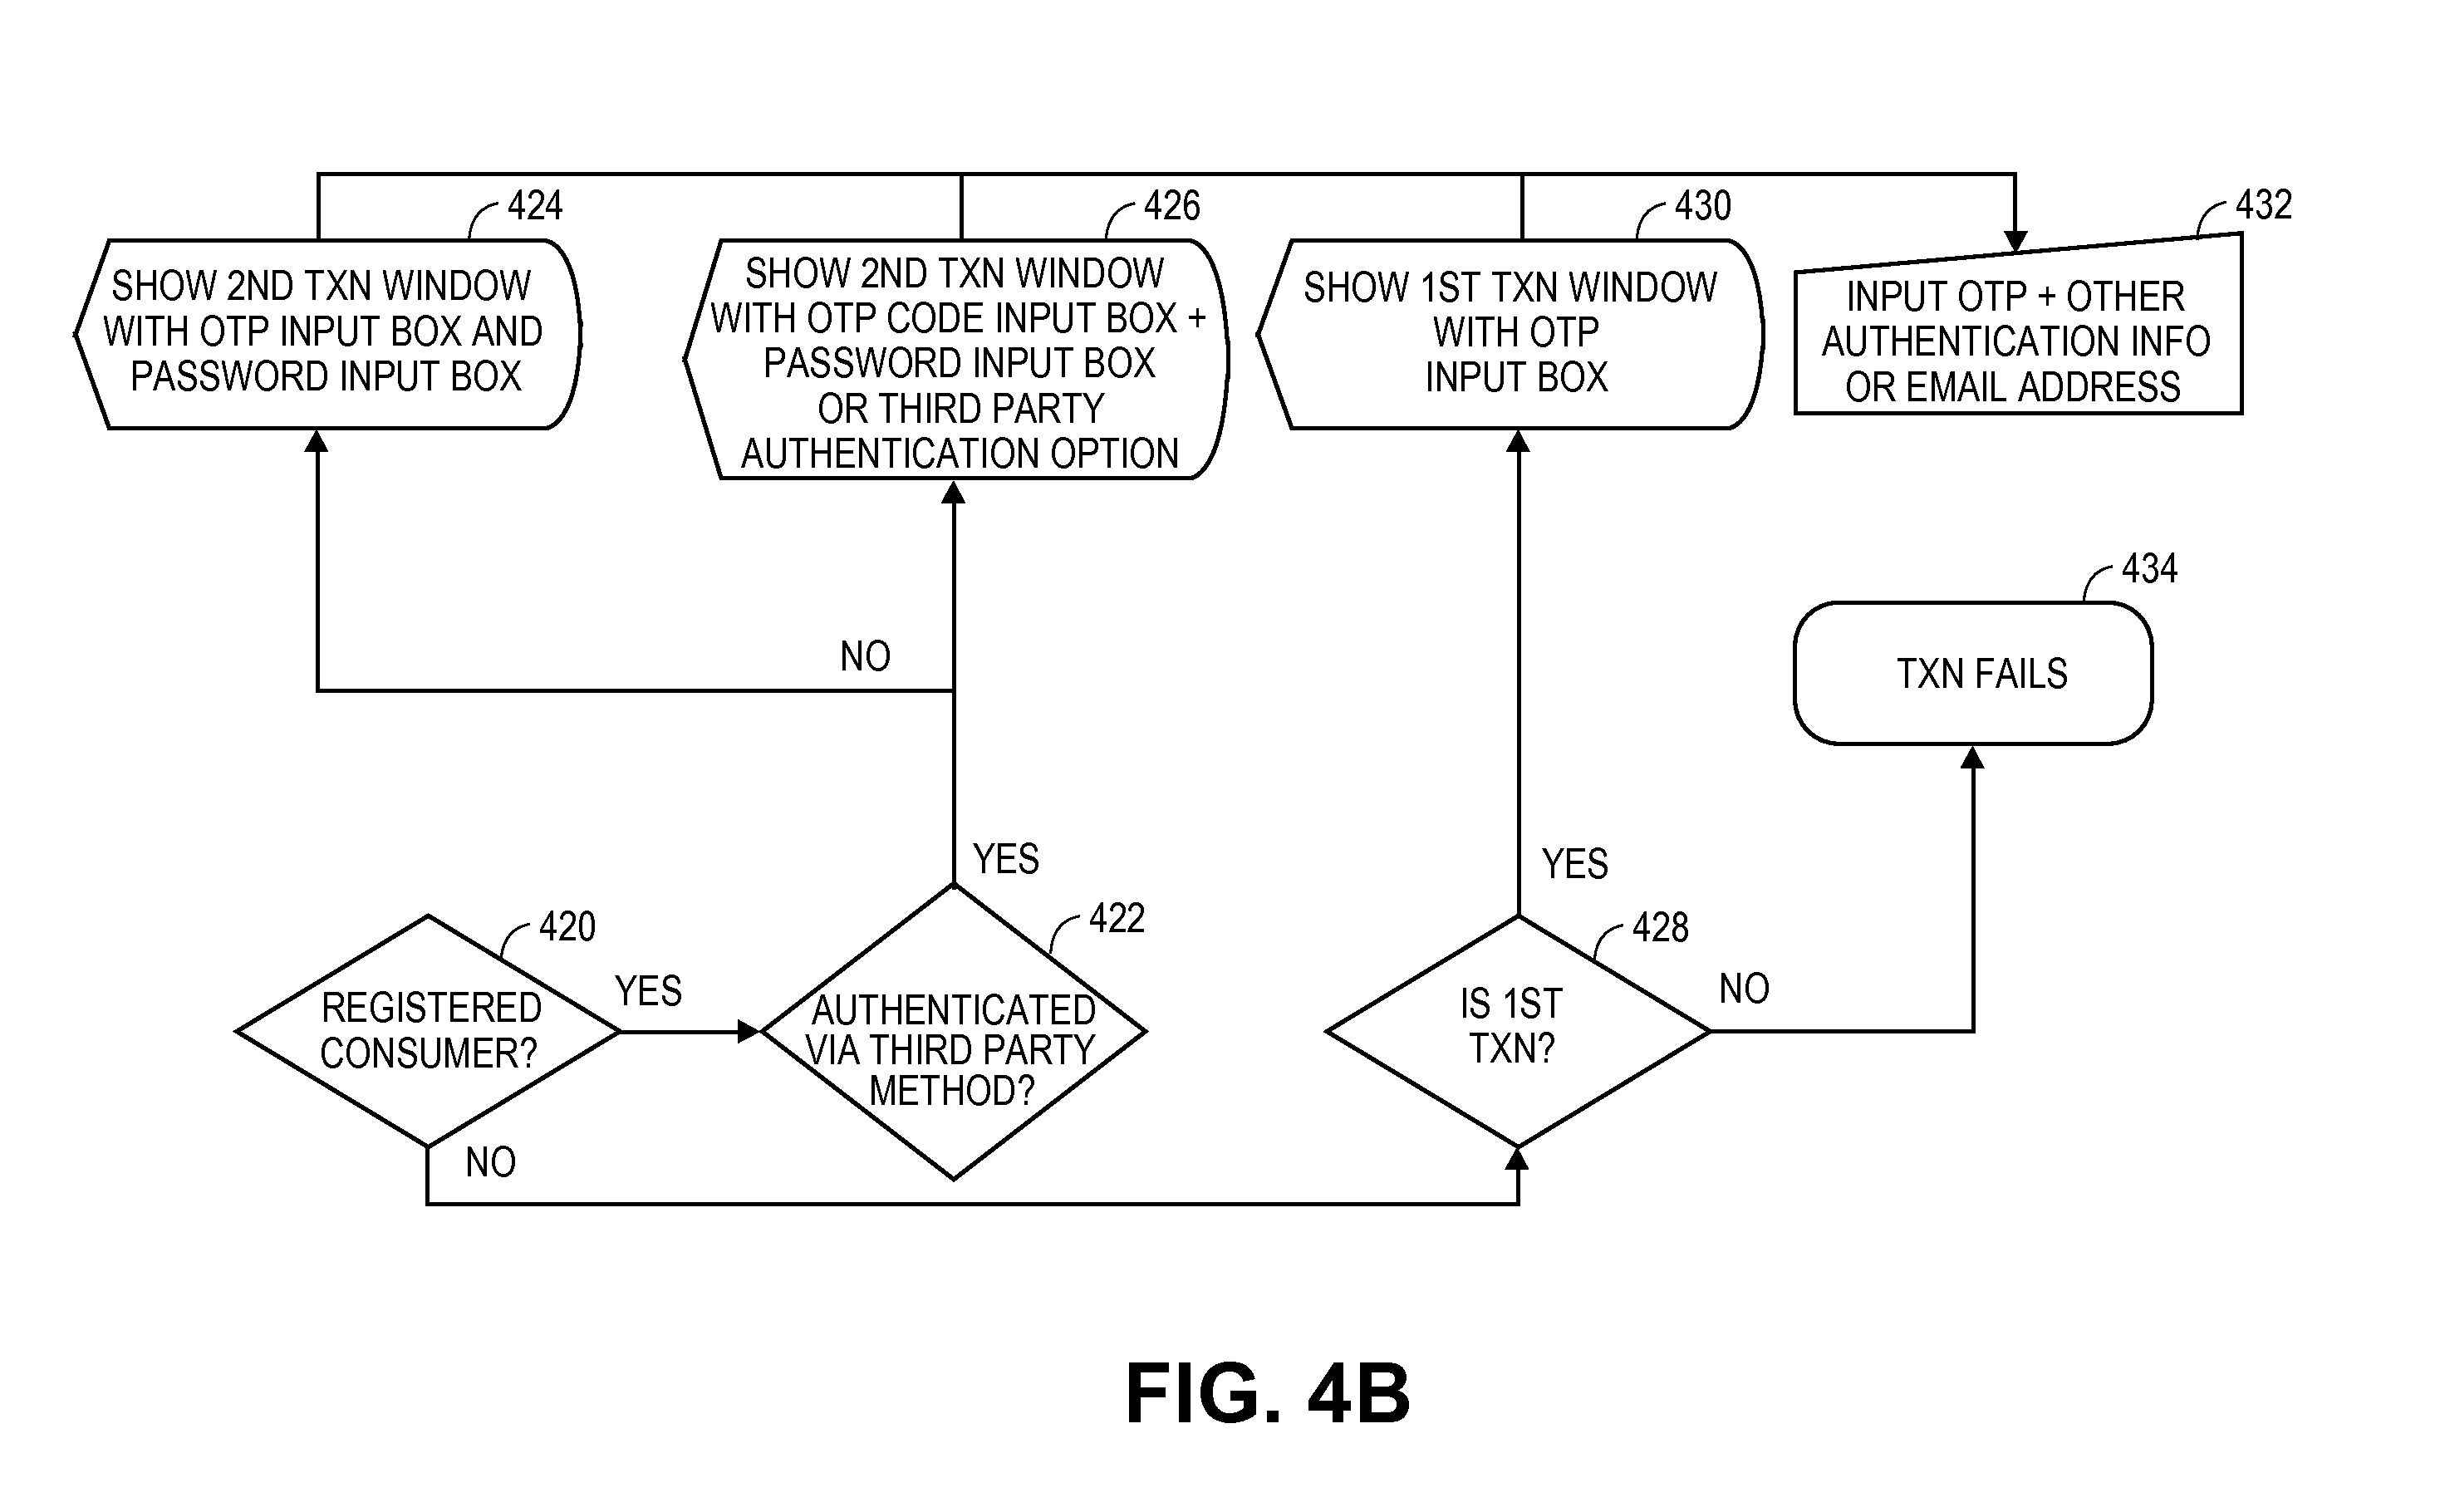 424
SHOW 2ND TXN WINDOW
WITH OTP INPUT BOX AND
PASSWORD INPUT BOX
426
SHOW 2ND TXN WINDOW
WITH OTP CODE INPUT BOX +
PASSWORD INPUT BOX
OR THIRD PARTY
AUTHENTICATION OPTION
430
SHOW 1ST TXN WINDOW
WITH OTP
INPUT BOX
432
INPUT OTP + OTHER
AUTHENTICATION INFO
OR EMAIL ADDRESS
434
TXN FAILS
NO
YES
YES
420
REGISTERED
CONSUMER?
YES
NO
422
AUTHENTICATED
VIA THIRD PARTY
METHOD?
428
IS 1ST
TXN?
NO
FIG. 4B